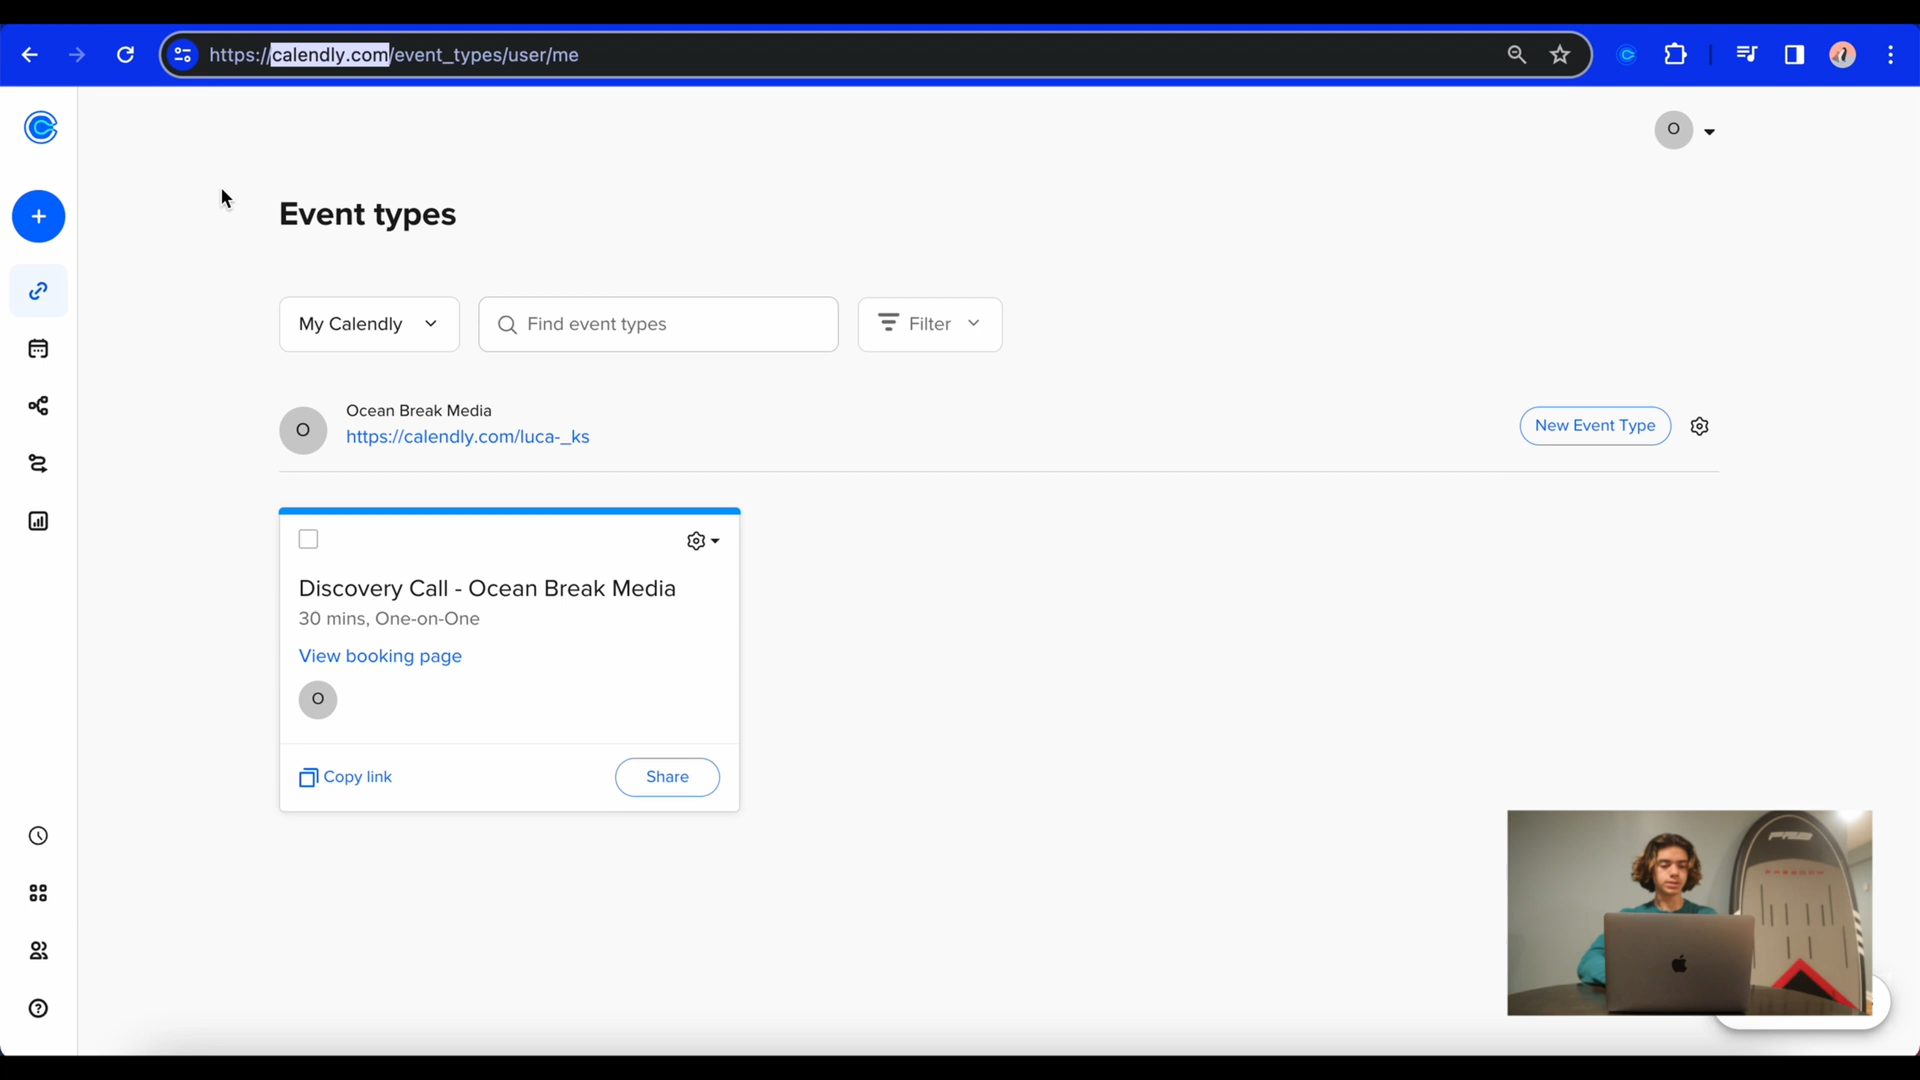 https://calendly.com/event_types/user/me
O
Event types
My Calendly
Find event types
Filter
O
Ocean Break Media
https://calendly.com/luca-_ks
New Event Type
Discovery Call - Ocean Break Media
30 mins, One-on-One
View booking page
O
Copy link
Share